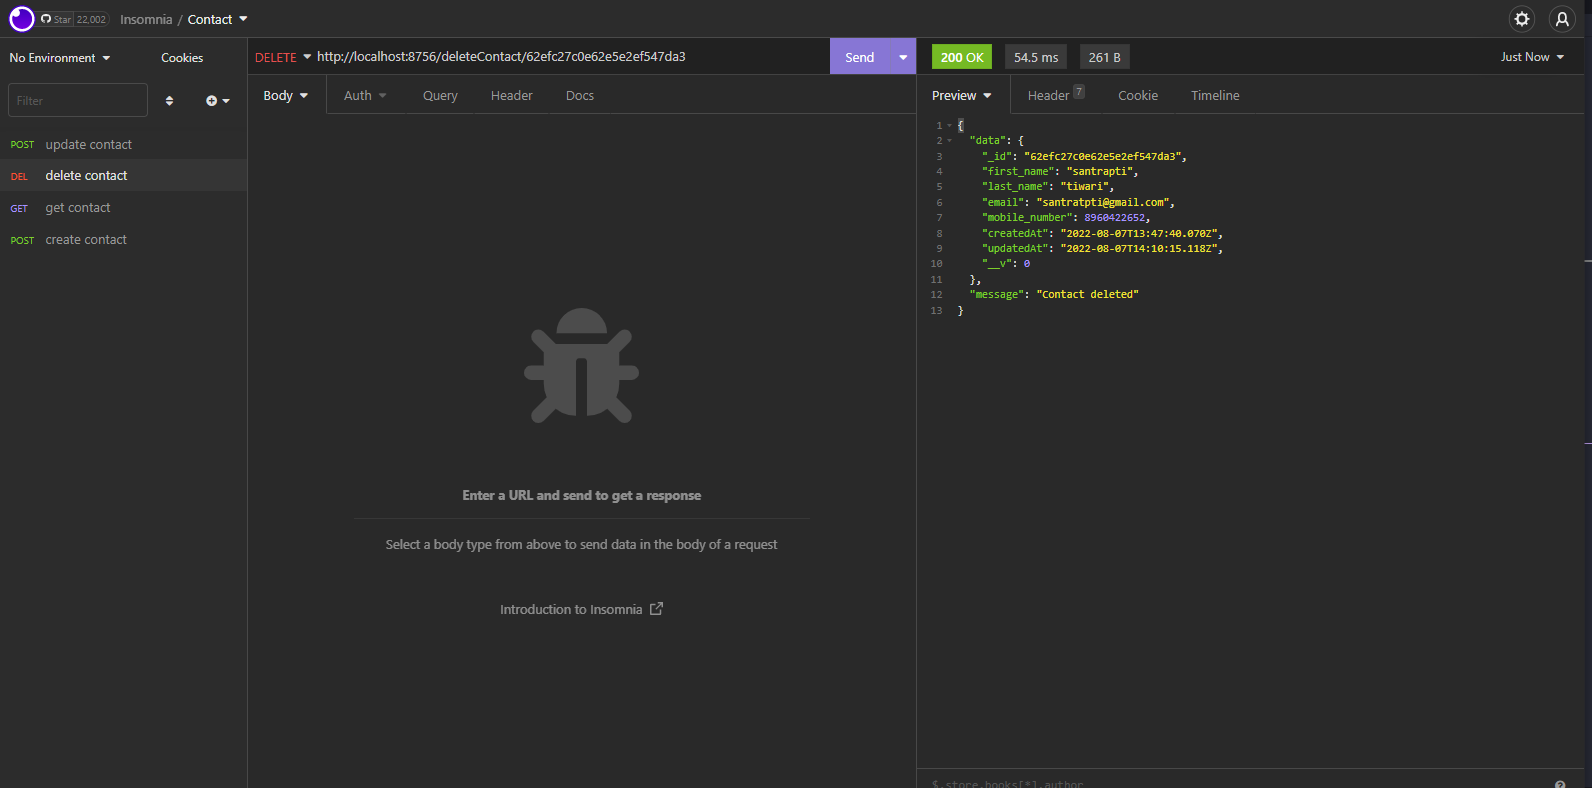 Star 22,002 Insomnia / Contact
No Environment Cookies
Filter
POST update contact
DEL delete contact
GET get contact
POST create contact
DELETE http://localhost:8756/deleteContact/62efc27c0e62e5e2ef547da3 Send
Body Auth Query Header Docs
Enter a URL and send to get a response
Select a body type from above to send data in the body of a request
Introduction to Insomnia
200 OK 54.5 ms 261 B Just Now
Preview Header 7 Cookie Timeline
1 {
2 "data": {
3 "_id": "62efc27c0e62e5e2ef547da3",
4 "first_name": "santrapti",
5 "last_name": "tiwari",
6 "email": "santratpti@gmail.com",
7 "mobile_number": 8960422652,
8 "createdAt": "2022-08-07T13:47:40.070Z",
9 "updatedAt": "2022-08-07T14:10:15.118Z",
10 "__v": 0
11 },
12 "message": "Contact deleted"
13 }
$.store.books[*].author